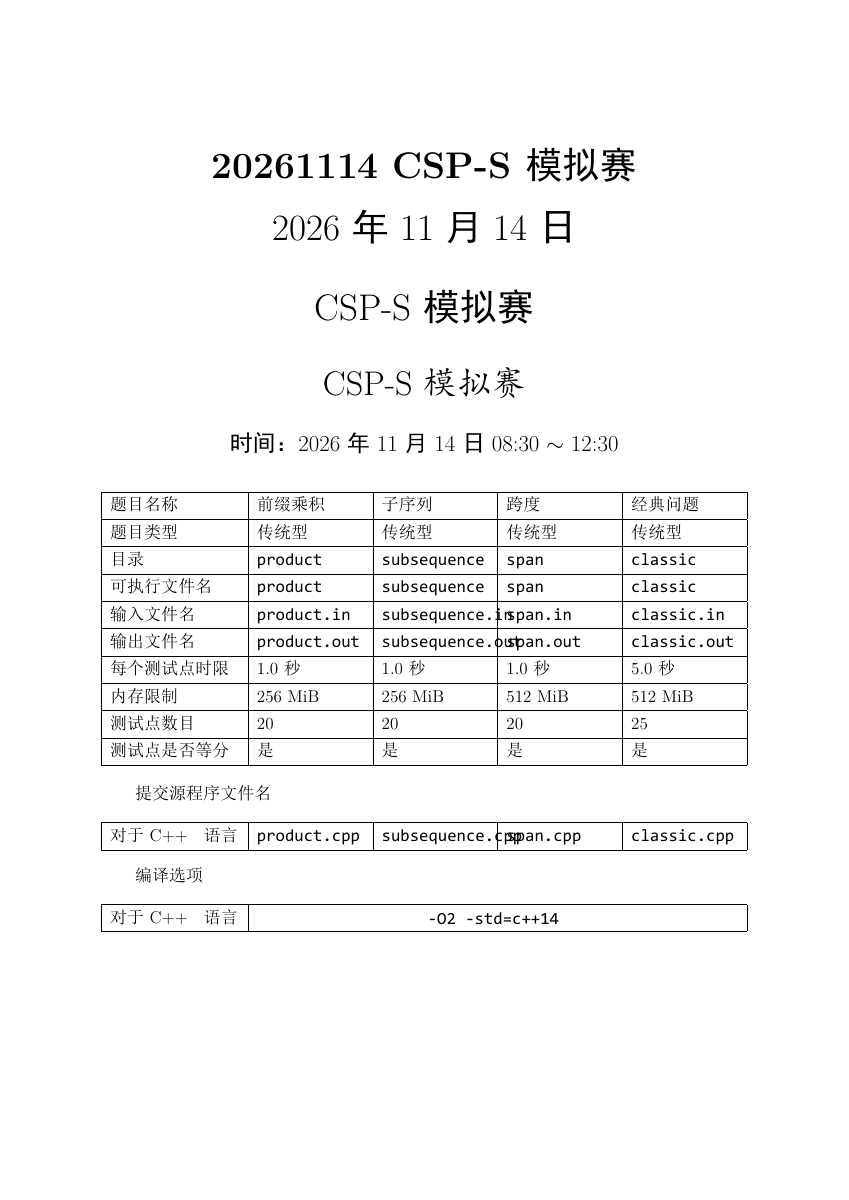 20261114 CSP-S 模拟赛
2026 年 11 月 14 日
CSP-S 模拟赛
CSP-S 模拟赛
时间：2026 年 11 月 14 日 08:30 ∼ 12:30
题目名称 前缀乘积 子序列 跨度 经典问题
题目类型 传统型 传统型 传统型 传统型
目录 product subsequence span classic
可执行文件名 product subsequence span classic
输入文件名 product.in subsequence.in span.in classic.in
输出文件名 product.out subsequence.out span.out classic.out
每个测试点时限 1.0 秒 1.0 秒 1.0 秒 5.0 秒
内存限制 256 MiB 256 MiB 512 MiB 512 MiB
测试点数目 20 20 20 25
测试点是否等分 是 是 是 是
提交源程序文件名
对于 C++ 语言 product.cpp subsequence.cpp span.cpp classic.cpp
编译选项
对于 C++ 语言 -O2 -std=c++14